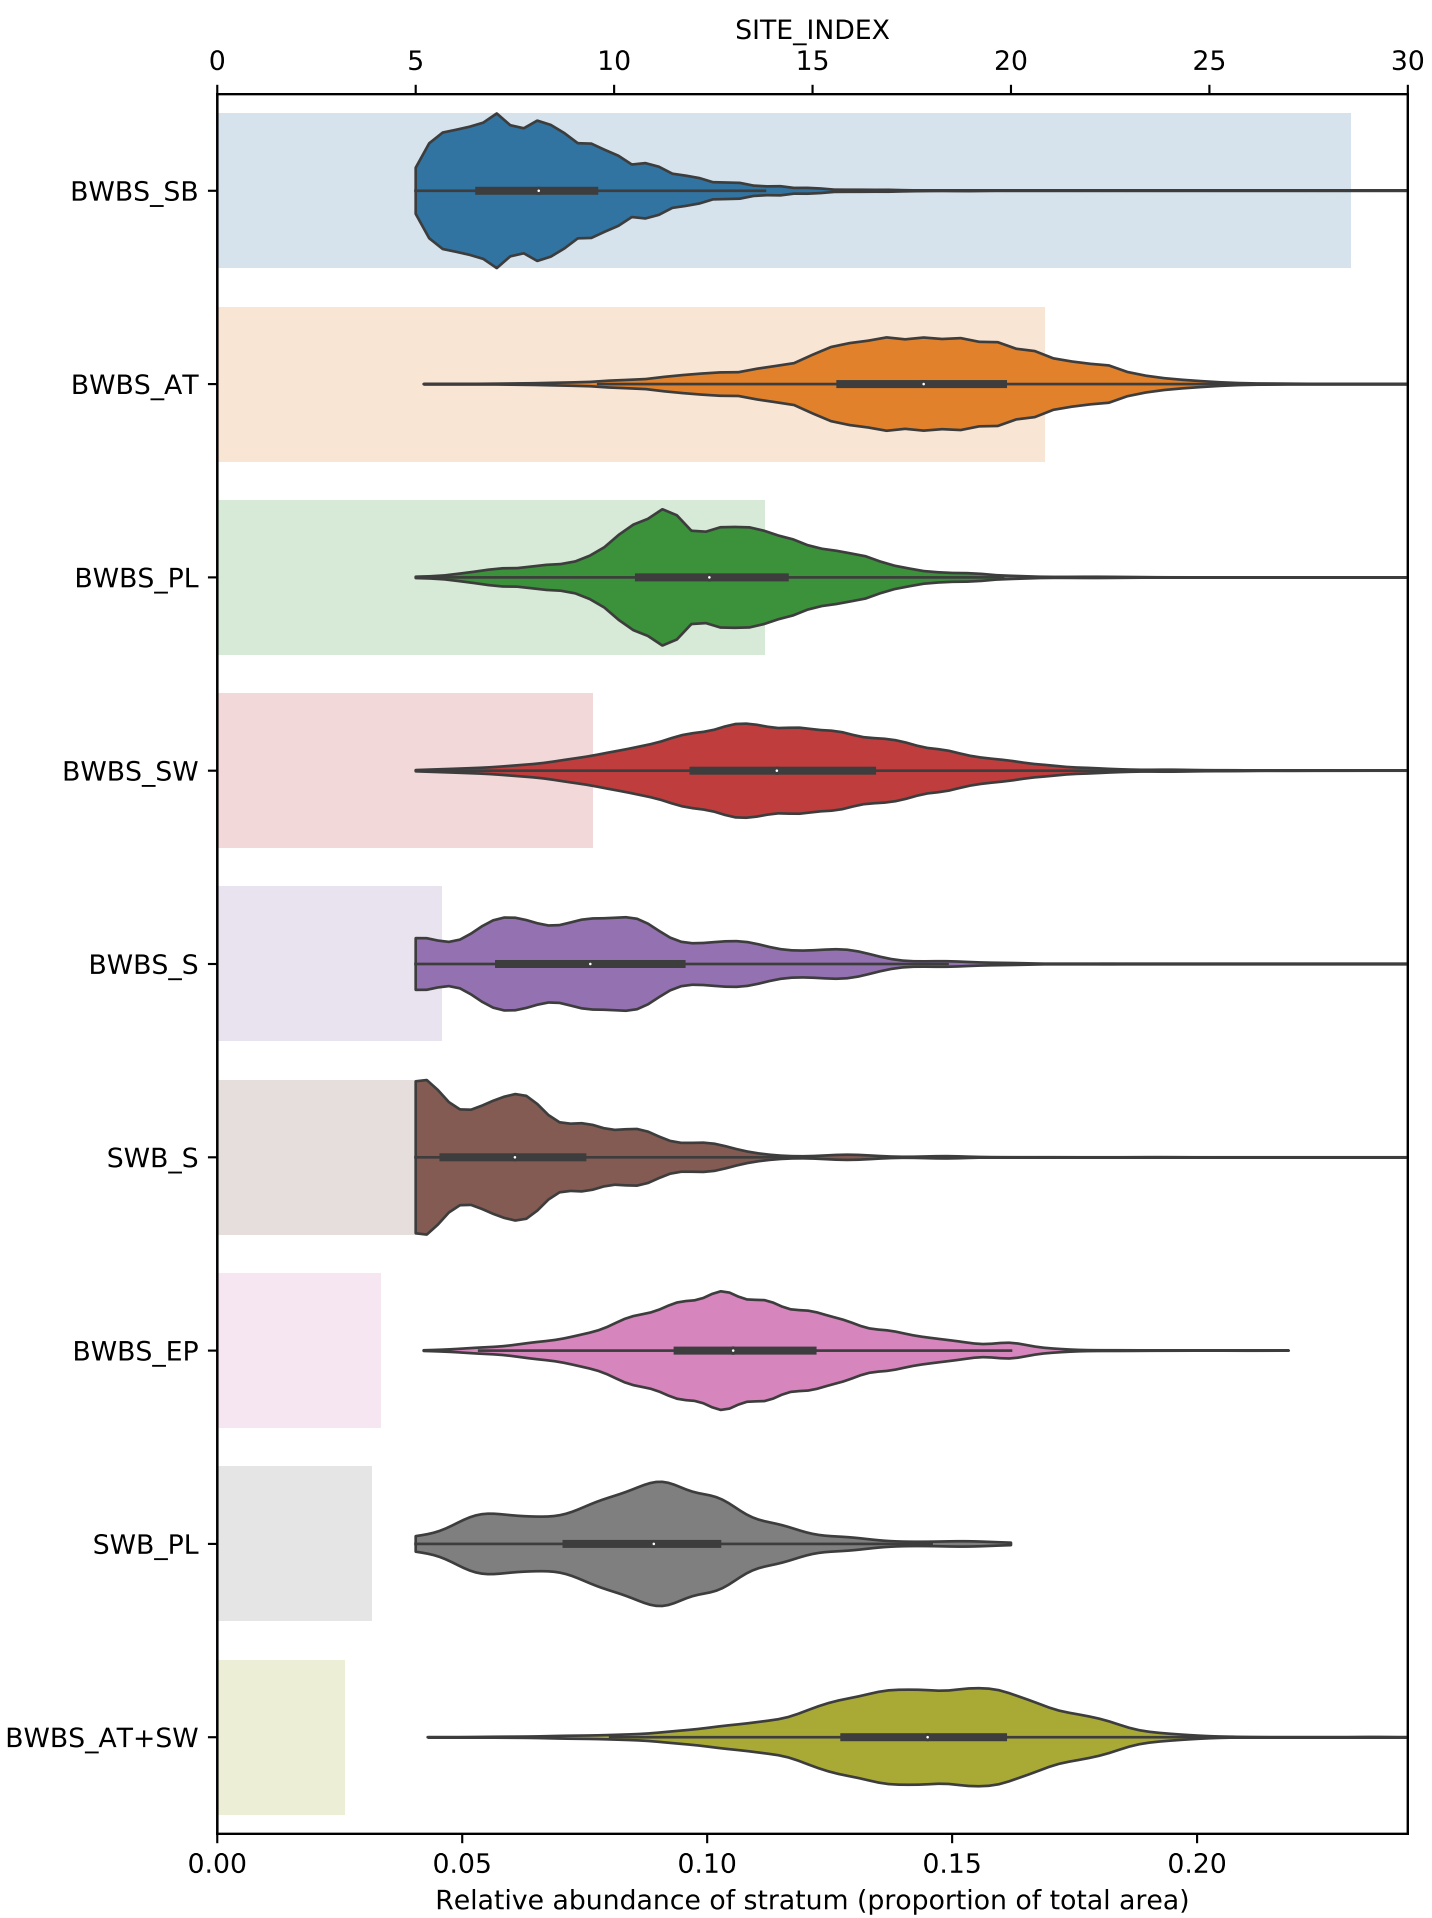 SITE_INDEX
0 5 10 15 20 25 30
BWBS_SB
BWBS_AT
BWBS_PL
BWBS_SW
BWBS_S
SWB_S
BWBS_EP
SWB_PL
BWBS_AT+SW
0.00 0.05 0.10 0.15 0.20
Relative abundance of stratum (proportion of total area)